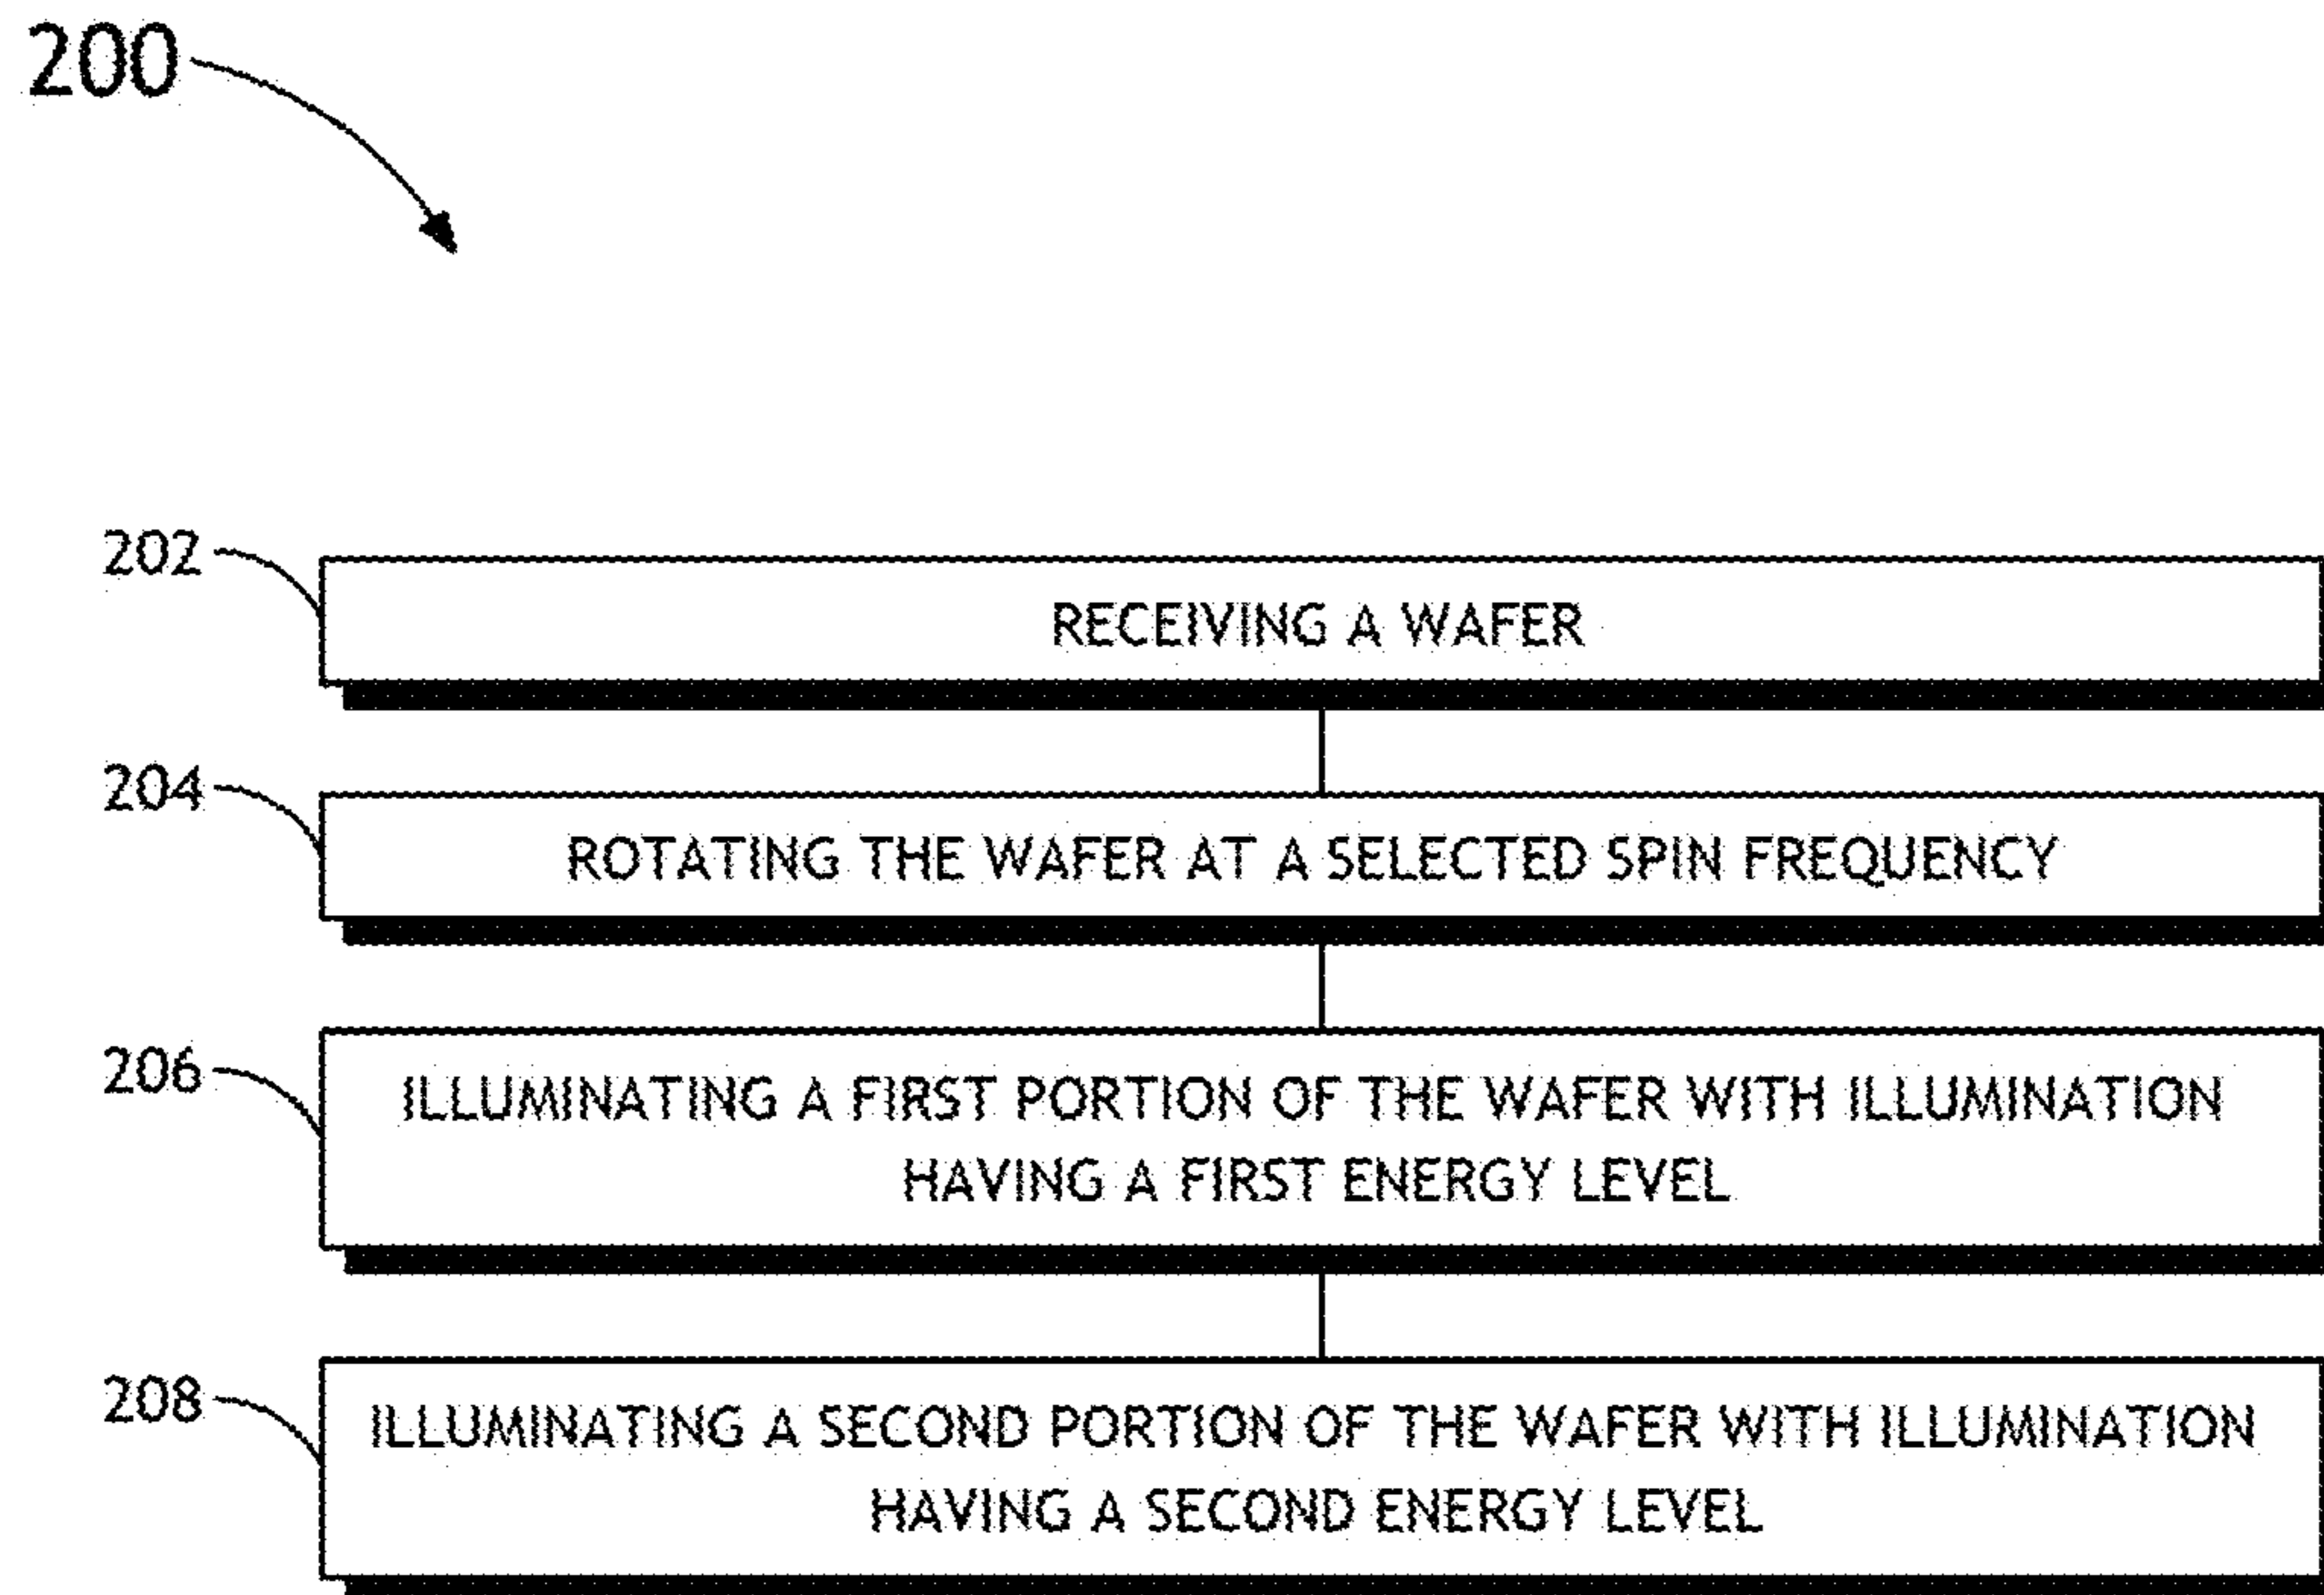 200
202
RECEIVING A WAFER
204
ROTATING THE WAFER AT A SELECTED SPIN FREQUENCY
206
ILLUMINATING A FIRST PORTION OF THE WAFER WITH ILLUMINATION
HAVING A FIRST ENERGY LEVEL
208
ILLUMINATING A SECOND PORTION OF THE WAFER WITH ILLUMINATION
HAVING A SECOND ENERGY LEVEL